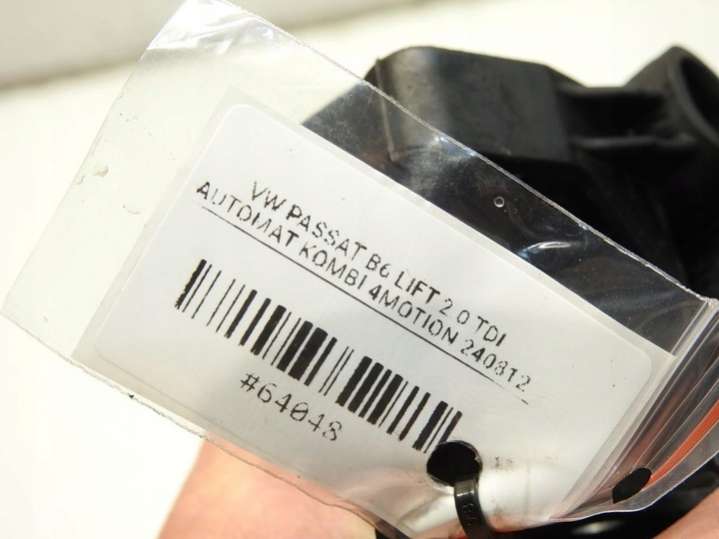 VW PASSAT B6 LIFT 2.0 TDI
AUTOMAT KOMBI 4MOTION 240812
#64048